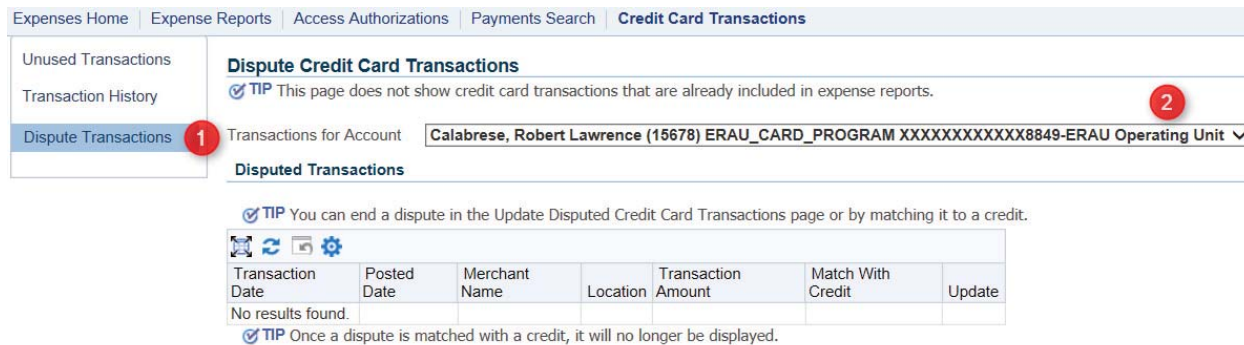 Expenses Home Expense Reports Access Authorizations Payments Search Credit Card Transactions
Unused Transactions
Transaction History
Dispute Transactions
1
Dispute Credit Card Transactions
TIP This page does not show credit card transactions that are already included in expense reports.
2
Transactions for Account Calabrese, Robert Lawrence (15678) ERAU_CARD_PROGRAM XXXXXXXXXXXX8849-ERAU Operating Unit
Disputed Transactions
TIP You can end a dispute in the Update Disputed Credit Card Transactions page or by matching it to a credit.
Transaction Date Posted Date Merchant Name Location Transaction Amount Match With Credit Update
No results found.
TIP Once a dispute is matched with a credit, it will no longer be displayed.